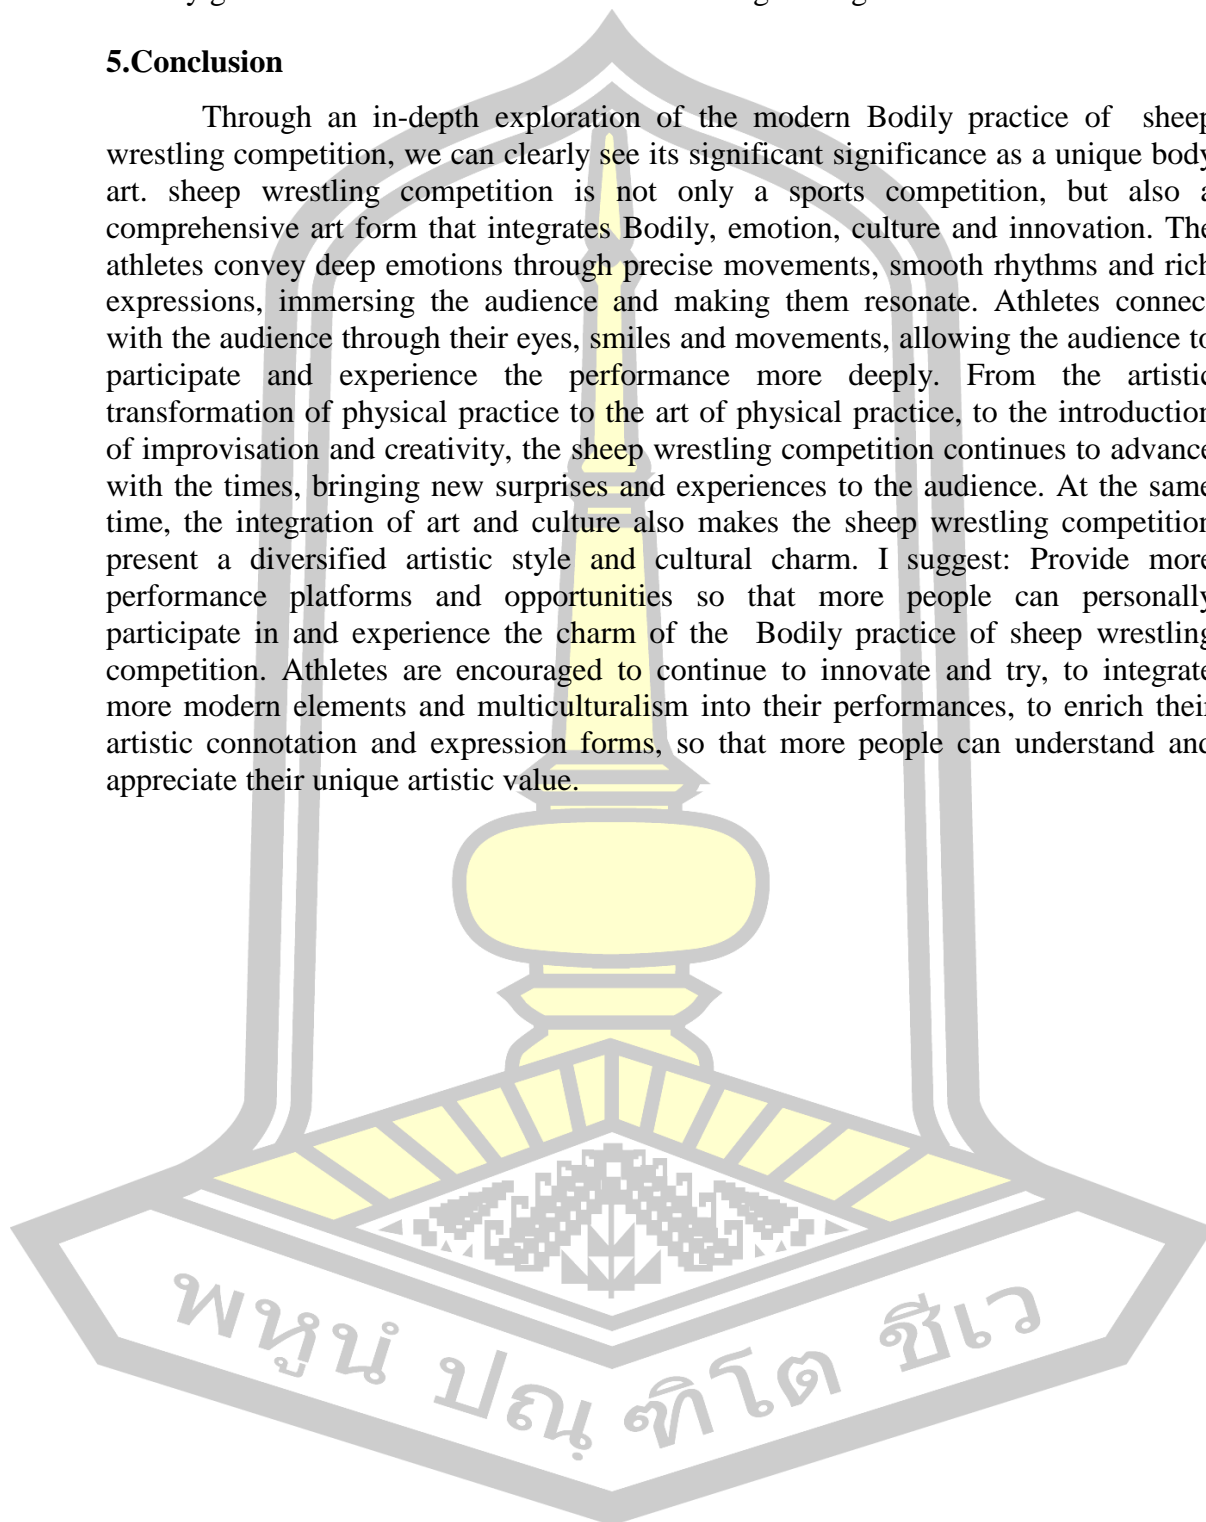 5.Conclusion
Through an in-depth exploration of the modern Bodily practice of sheep
wrestling competition, we can clearly see its significant significance as a unique body
art. sheep wrestling competition is not only a sports competition, but also a
comprehensive art form that integrates Bodily, emotion, culture and innovation. The
athletes convey deep emotions through precise movements, smooth rhythms and rich
expressions, immersing the audience and making them resonate. Athletes connect
with the audience through their eyes, smiles and movements, allowing the audience to
participate and experience the performance more deeply. From the artistic
transformation of physical practice to the art of physical practice, to the introduction
of improvisation and creativity, the sheep wrestling competition continues to advance
with the times, bringing new surprises and experiences to the audience. At the same
time, the integration of art and culture also makes the sheep wrestling competition
present a diversified artistic style and cultural charm. I suggest: Provide more
performance platforms and opportunities so that more people can personally
participate in and experience the charm of the Bodily practice of sheep wrestling
competition. Athletes are encouraged to continue to innovate and try, to integrate
more modern elements and multiculturalism into their performances, to enrich their
artistic connotation and expression forms, so that more people can understand and
appreciate their unique artistic value.
พหูนํ ปณฺฑิโต ชีเว